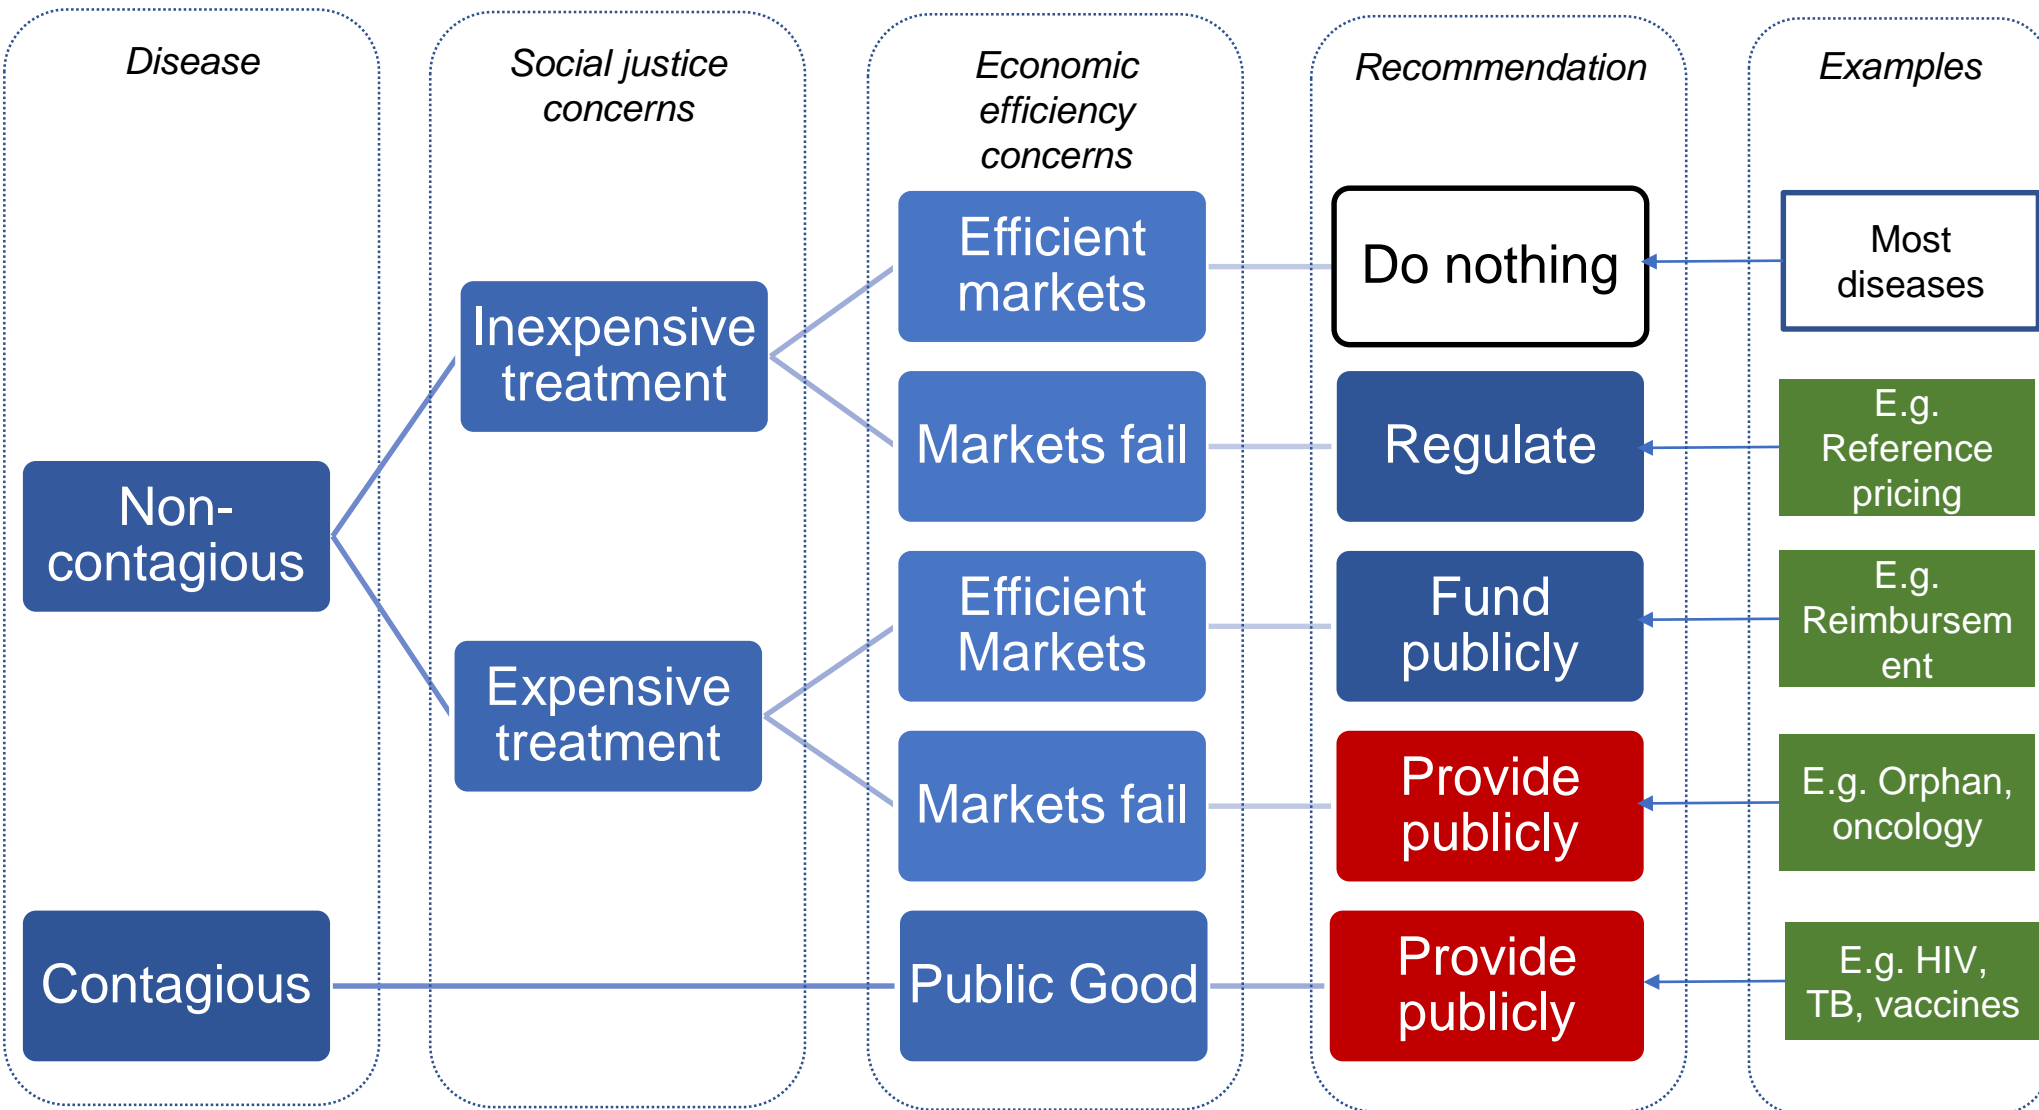 Disease
Social justice
concerns
Economic
efficiency
concerns
Recommendation
Examples
Non-
contagious
Contagious
Inexpensive
treatment
Expensive
treatment
Efficient
markets
Markets fail
Efficient
Markets
Markets fail
Public Good
Do nothing
Regulate
Fund
publicly
Provide
publicly
Provide
publicly
Most
diseases
E.g.
Reference
pricing
E.g.
Reimbursem
ent
E.g. Orphan,
oncology
E.g. HIV,
TB, vaccines